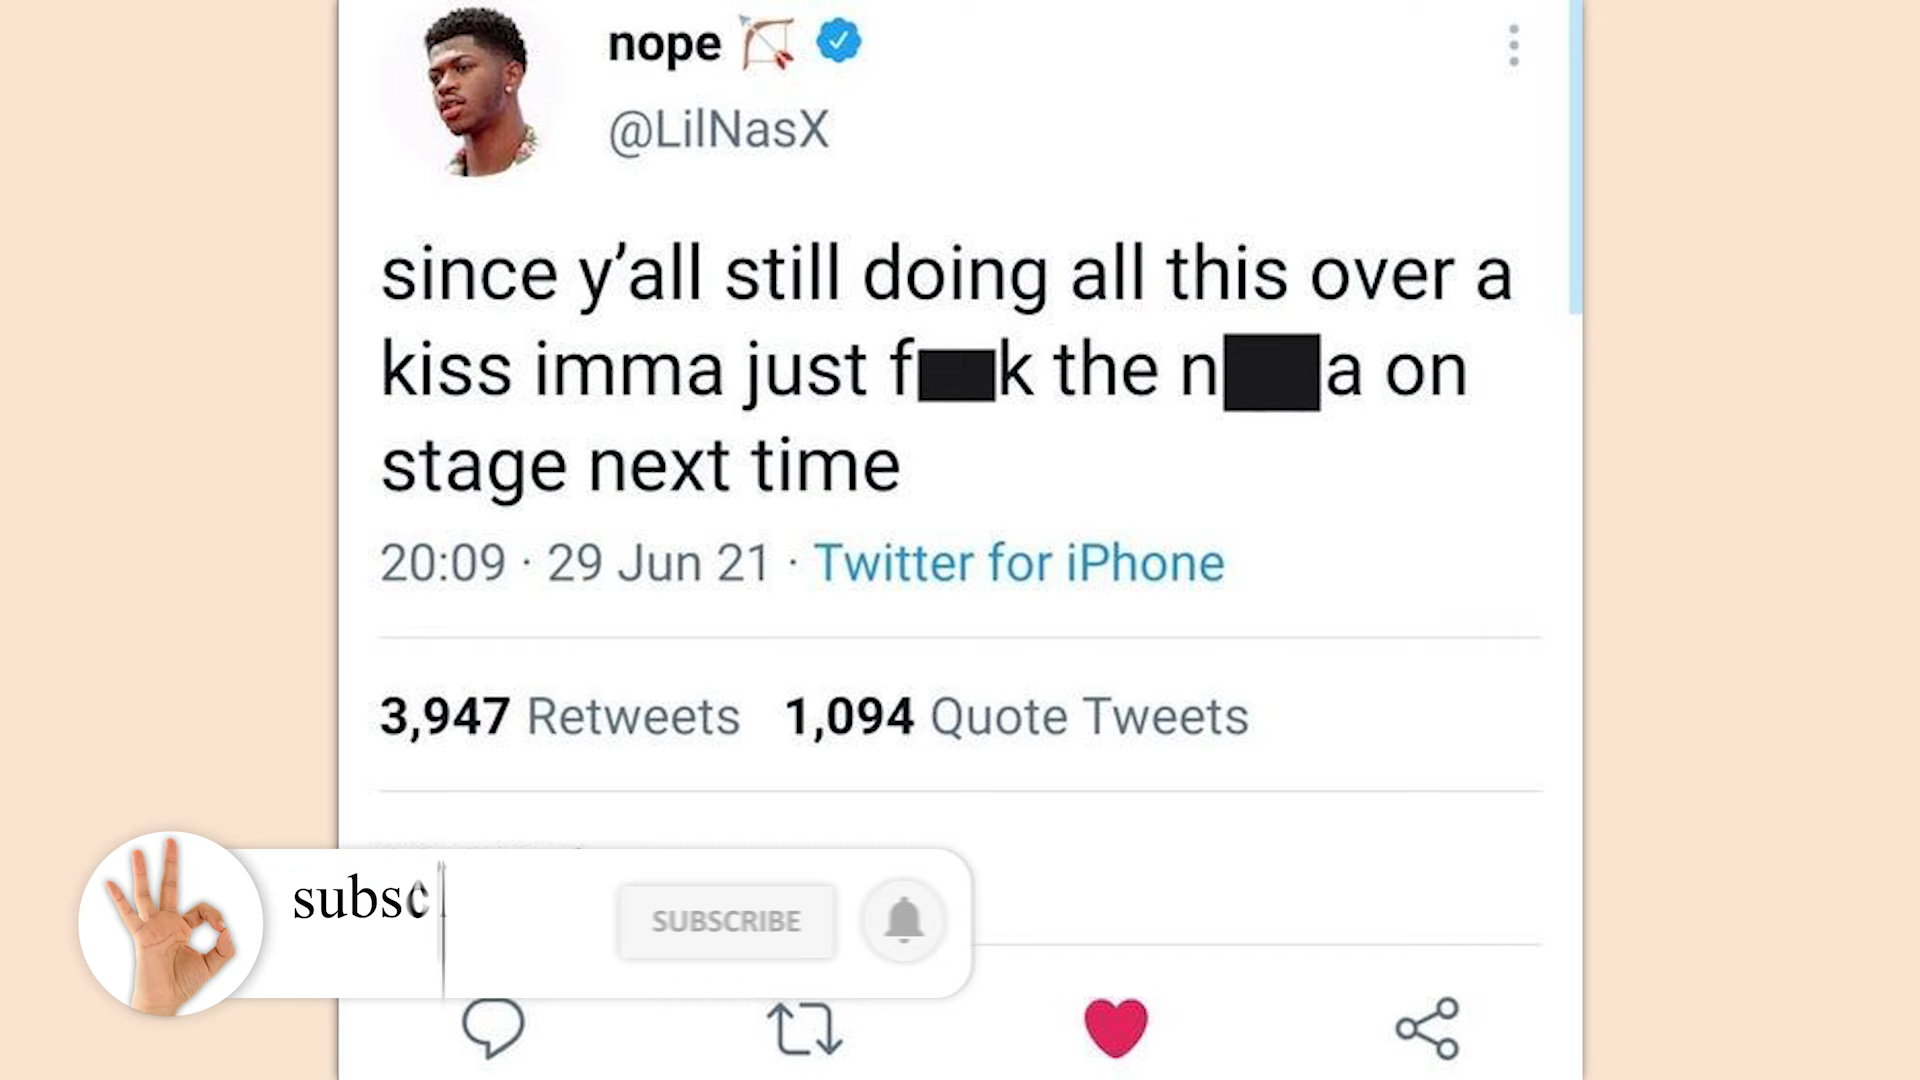 nope
@LilNasX
since y’all still doing all this over a
kiss imma just f k the n a on
stage next time
20:09 · 29 Jun 21 · Twitter for iPhone
3,947 Retweets 1,094 Quote Tweets
subsc
SUBSCRIBE